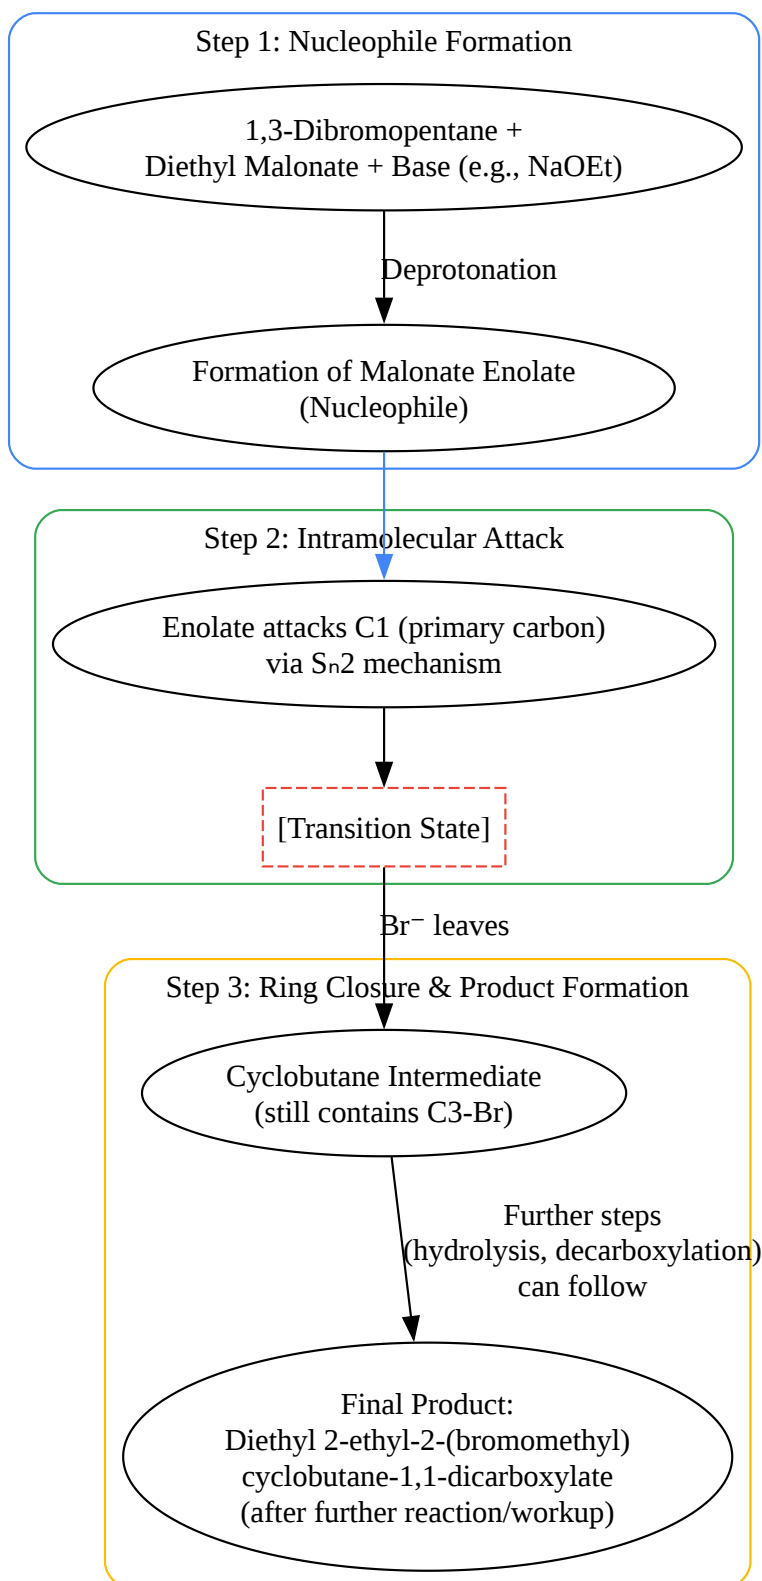 Step 1: Nucleophile Formation
1,3-Dibromopentane +
Diethyl Malonate + Base (e.g., NaOEt)
Deprotonation
Formation of Malonate Enolate
(Nucleophile)
Step 2: Intramolecular Attack
Enolate attacks C1 (primary carbon)
via Sₙ2 mechanism
[Transition State]
Br⁻ leaves
Step 3: Ring Closure & Product Formation
Cyclobutane Intermediate
(still contains C3-Br)
Further steps
(hydrolysis, decarboxylation)
can follow
Final Product:
Diethyl 2-ethyl-2-(bromomethyl)
cyclobutane-1,1-dicarboxylate
(after further reaction/workup)